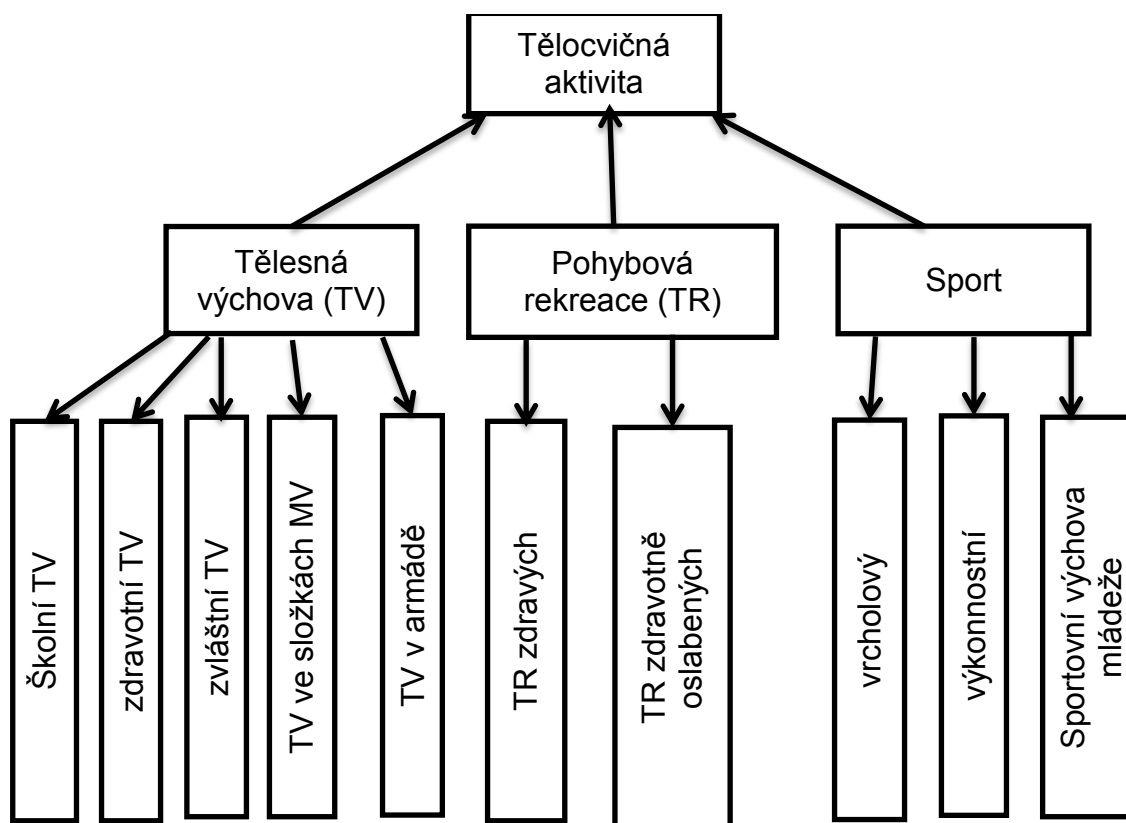 Tělocvičná
aktivita
Tělesná
výchova (TV)
Pohybová
rekreace (TR)
Sport
Školní TV
zdravotní TV
zvláštní TV
TV ve složkách MV
TV v armádě
TR zdravých
TR zdravotně
oslabených
vrcholový
výkonnostní
Sportovní výchova
mládeže